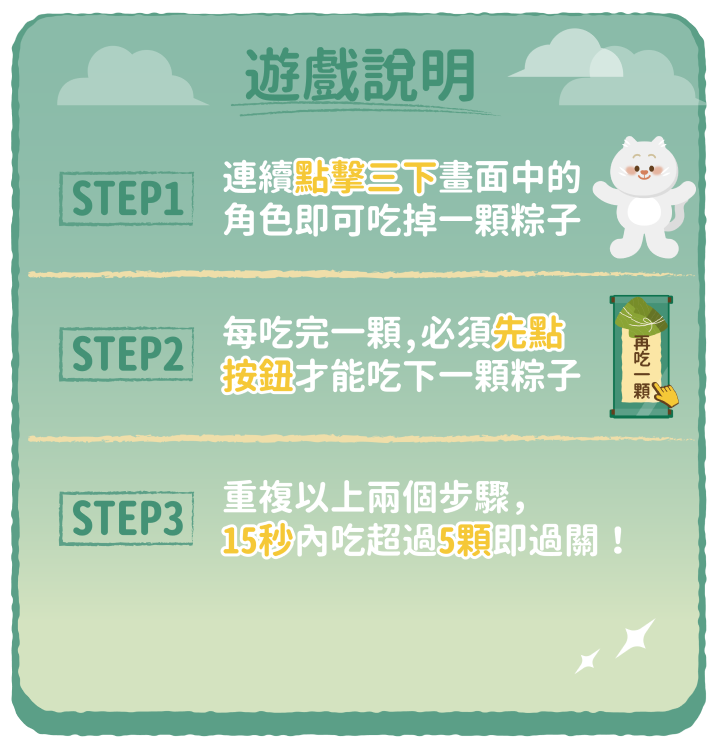 遊戲說明
STEP1
連續點擊三下畫面中的
角色即可吃掉一顆粽子
STEP2
每吃完一顆,必須先點
按鈕才能吃下一顆粽子
再吃一顆
STEP3
重複以上兩個步驟,
15秒內吃超過5顆即過關！